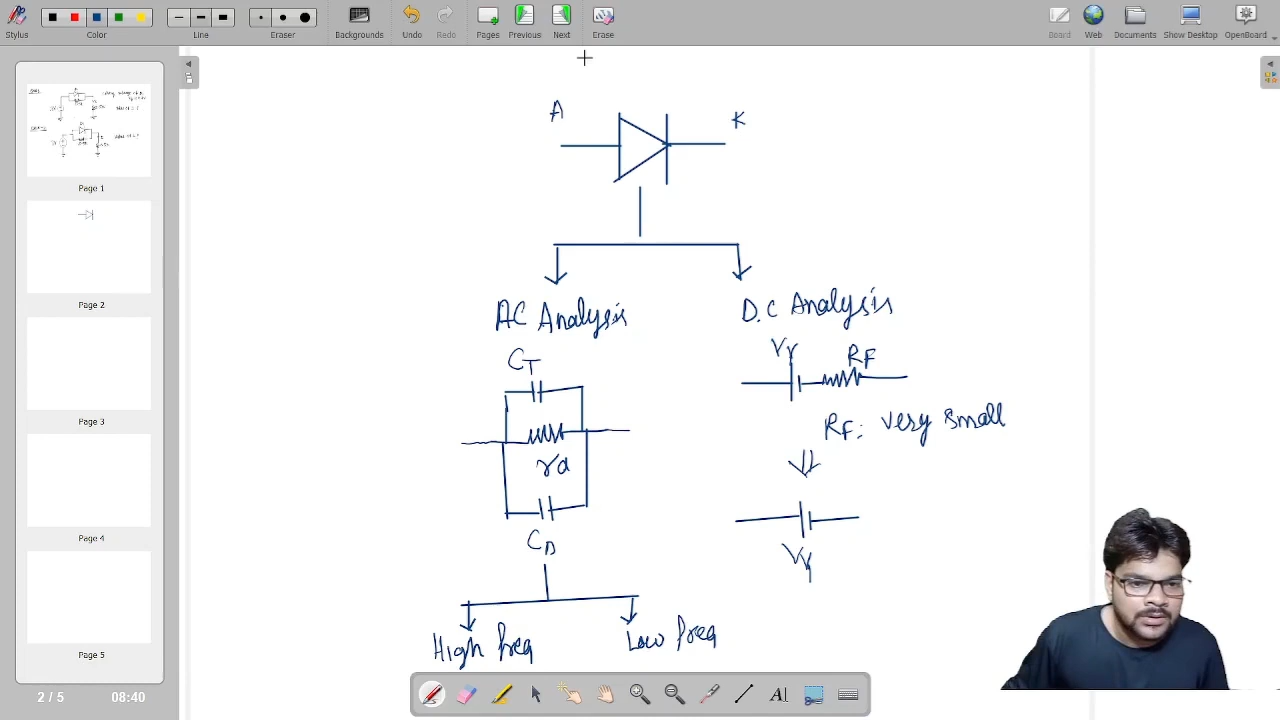 Stylus
Color
Line
Eraser
Backgrounds
Undo
Redo
Pages
Previous
Next
Erase
Board
Web
Documents
Show Desktop
OpenBoard
Page 1
Page 2
Page 3
Page 4
Page 5
2 / 5
08:40
A
K
AC Analysis
D.C Analysis
CT
rd
CD
High freq
Low freq
Vγ
RF
RF: very small
Vγ